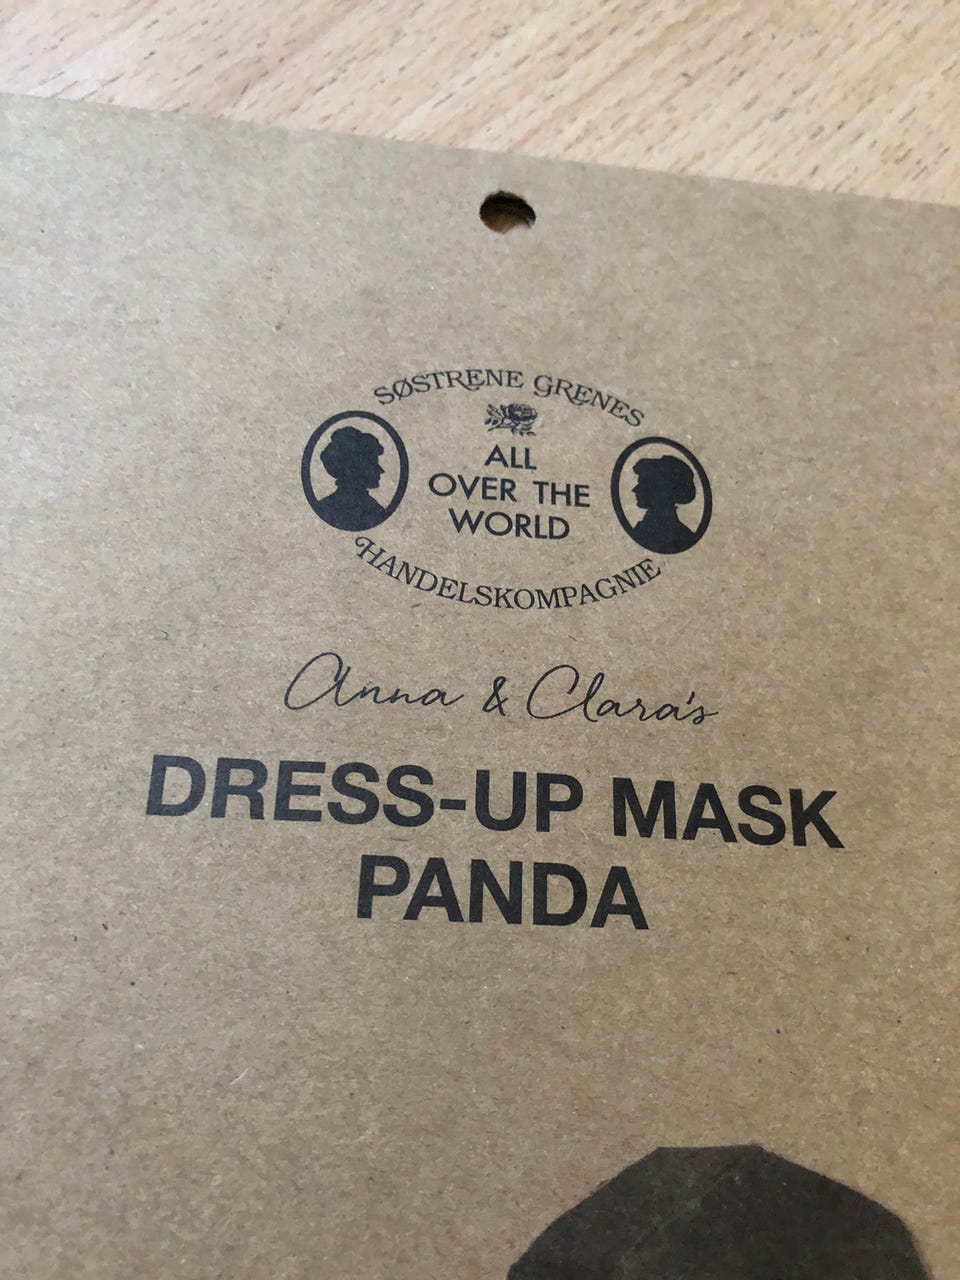 SØSTRENE GRENES
ALL
OVER THE
WORLD
HANDELSKOMPAGNIE
Anna & Clara's
DRESS-UP MASK
PANDA